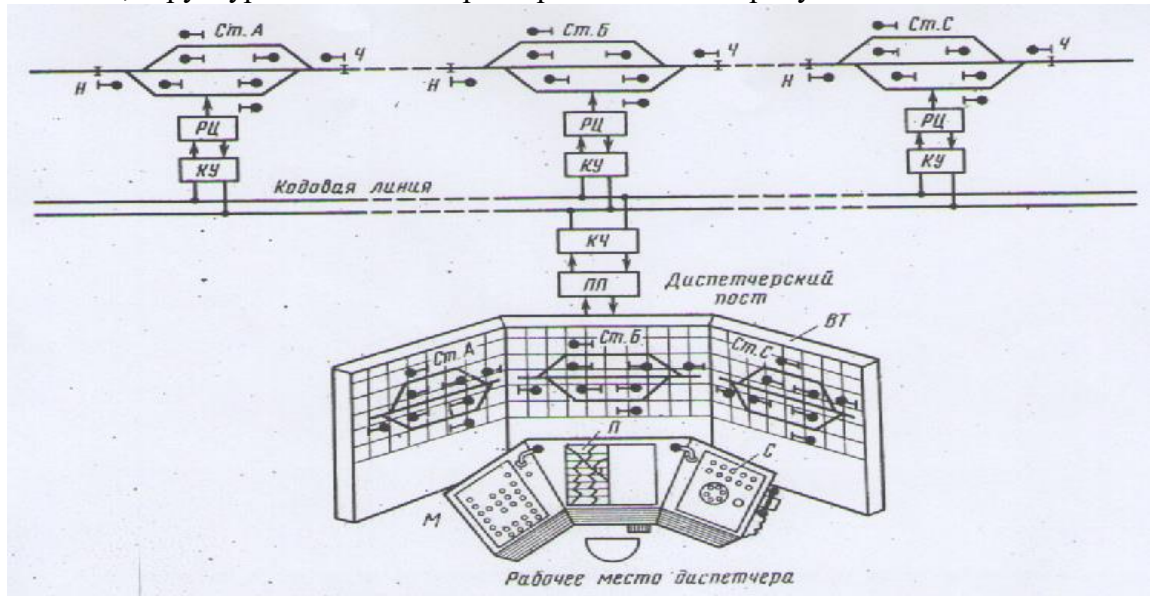 Ст. А
Ст. Б
Ст. С
Н
Ч
Н
Ч
Н
Ч
РЦ
РЦ
РЦ
КУ
КУ
КУ
Кодовая линия
КЧ
ПП
Диспетчерский
пост
ВТ
Ст. А
Ст. Б
Ст. С
П
С
М
Рабочее место диспетчера